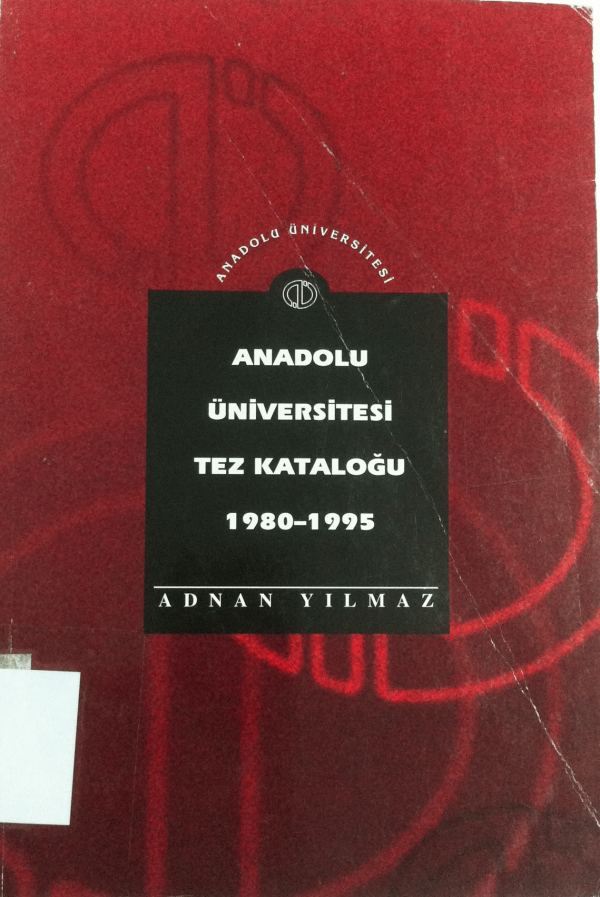 ANADOLU ÜNİVERSİTESİ
ANADOLU
ÜNİVERSİTESİ
TEZ KATALOĞU
1980–1995
ADNAN YILMAZ